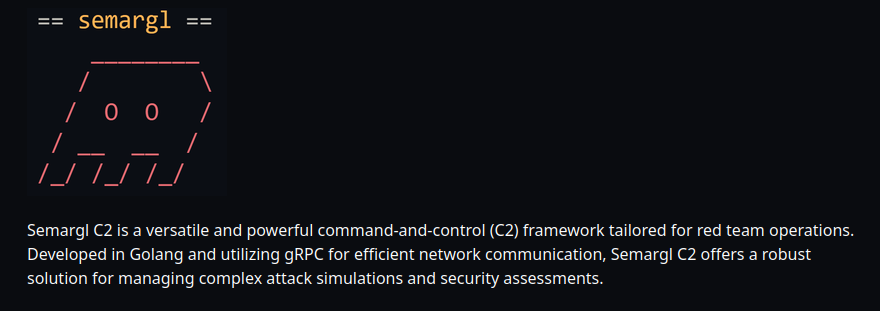 == semargl ==
Semargl C2 is a versatile and powerful command-and-control (C2) framework tailored for red team operations.
Developed in Golang and utilizing gRPC for efficient network communication, Semargl C2 offers a robust
solution for managing complex attack simulations and security assessments.